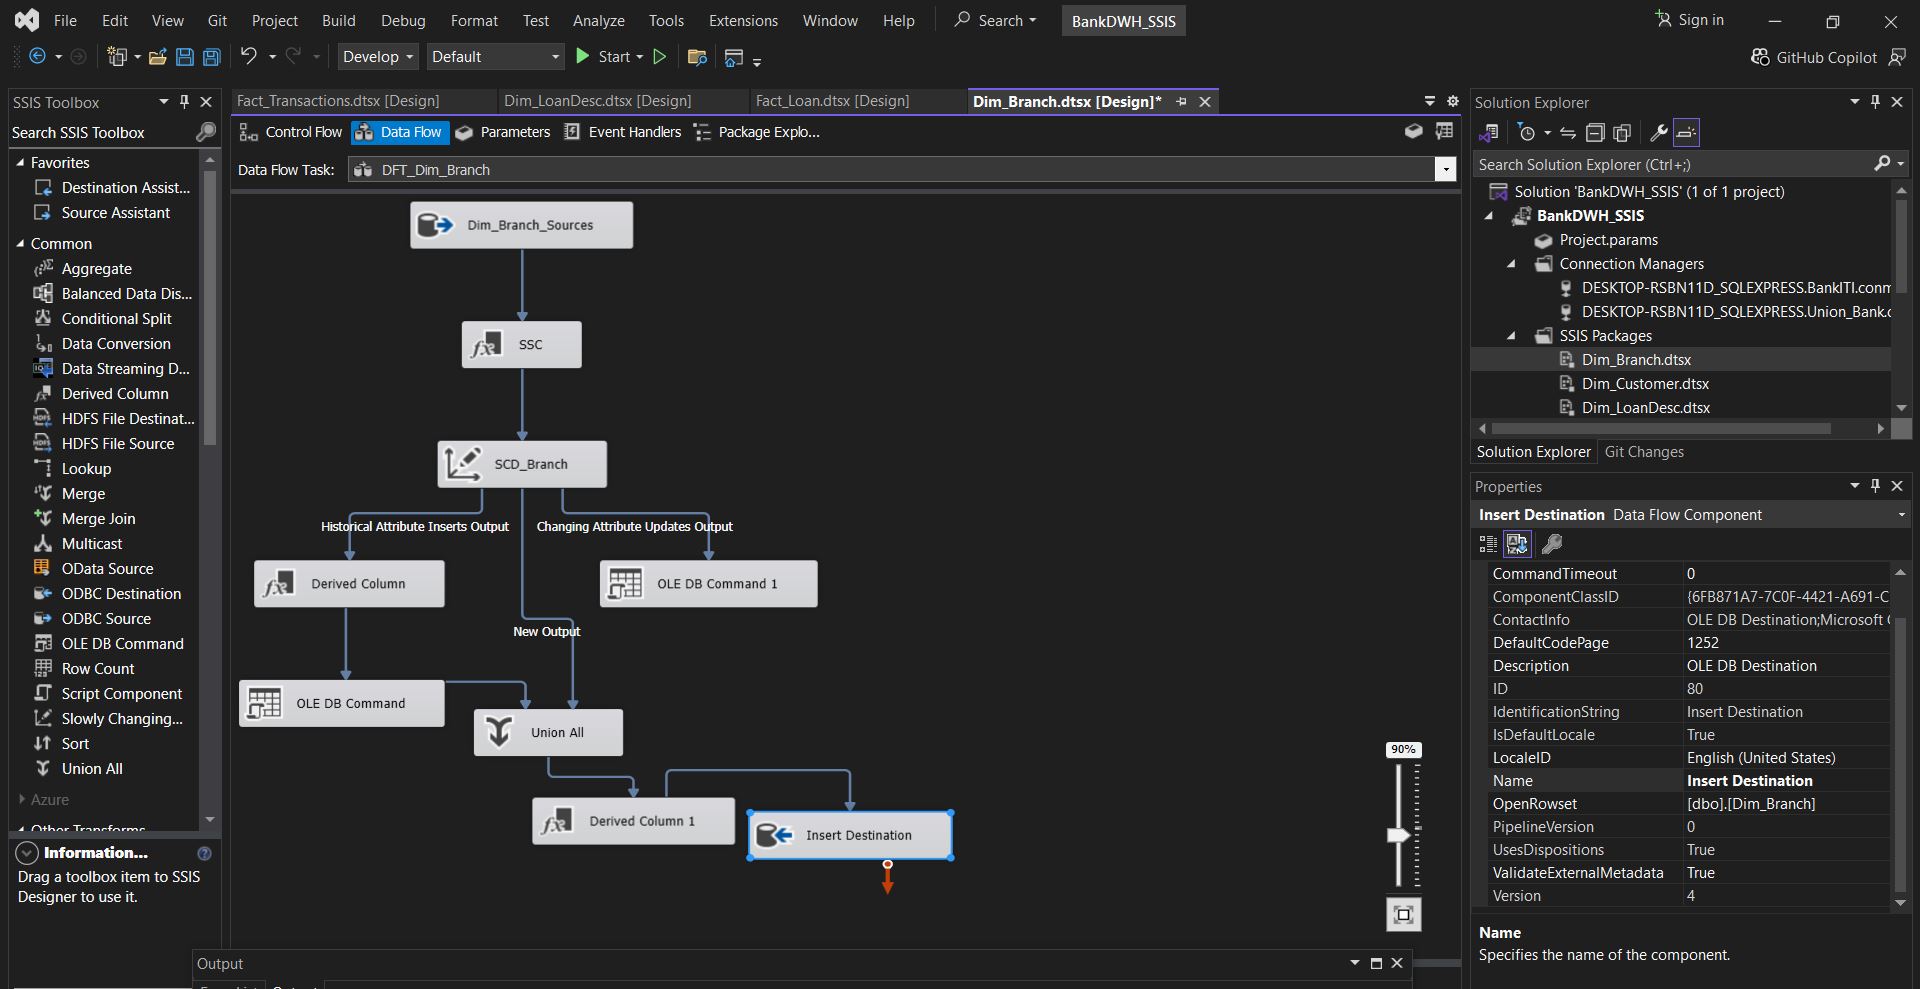 File Edit View Git Project Build Debug Format Test Analyze Tools Extensions Window Help Search BankDWH_SSIS Sign in
Develop Default Start GitHub Copilot
SSIS Toolbox
Search SSIS Toolbox
Favorites
Destination Assist...
Source Assistant
Common
Aggregate
Balanced Data Dis...
Conditional Split
Data Conversion
Data Streaming D...
Derived Column
HDFS File Destinat...
HDFS File Source
Lookup
Merge
Merge Join
Multicast
OData Source
ODBC Destination
ODBC Source
OLE DB Command
Row Count
Script Component
Slowly Changing...
Sort
Union All
Azure
Other Transforms
Information...
Drag a toolbox item to SSIS
Designer to use it.
Fact_Transactions.dtsx [Design] Dim_LoanDesc.dtsx [Design] Fact_Loan.dtsx [Design] Dim_Branch.dtsx [Design]*
Control Flow Data Flow Parameters Event Handlers Package Explo...
Data Flow Task: DFT_Dim_Branch
Dim_Branch_Sources
SSC
SCD_Branch
Historical Attribute Inserts Output Changing Attribute Updates Output
Derived Column OLE DB Command 1
New Output
OLE DB Command
Union All
Derived Column 1
Insert Destination
90%
Output
Solution Explorer
Search Solution Explorer (Ctrl+;)
Solution 'BankDWH_SSIS' (1 of 1 project)
BankDWH_SSIS
Project.params
Connection Managers
DESKTOP-RSBN11D_SQLEXPRESS.BankITI.conm
DESKTOP-RSBN11D_SQLEXPRESS.Union_Bank.c
SSIS Packages
Dim_Branch.dtsx
Dim_Customer.dtsx
Dim_LoanDesc.dtsx
Solution Explorer Git Changes
Properties
Insert Destination Data Flow Component
CommandTimeout 0
ComponentClassID {6FB871A7-7C0F-4421-A691-C
ContactInfo OLE DB Destination;Microsoft C
DefaultCodePage 1252
Description OLE DB Destination
ID 80
IdentificationString Insert Destination
IsDefaultLocale True
LocaleID English (United States)
Name Insert Destination
OpenRowset [dbo].[Dim_Branch]
PipelineVersion 0
UsesDispositions True
ValidateExternalMetadata True
Version 4
Name
Specifies the name of the component.